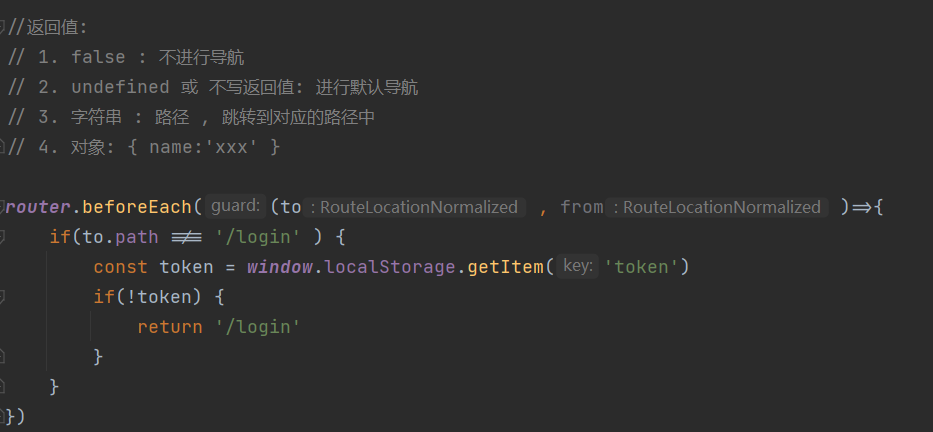 //返回值:
// 1. false : 不进行导航
// 2. undefined 或 不写返回值: 进行默认导航
// 3. 字符串 : 路径 , 跳转到对应的路径中
// 4. 对象: { name:'xxx' }
router.beforeEach( guard: (to : RouteLocationNormalized , from : RouteLocationNormalized )=>{
if(to.path !== '/login' ) {
const token = window.localStorage.getItem( key: 'token')
if(!token) {
return '/login'
}
}
})